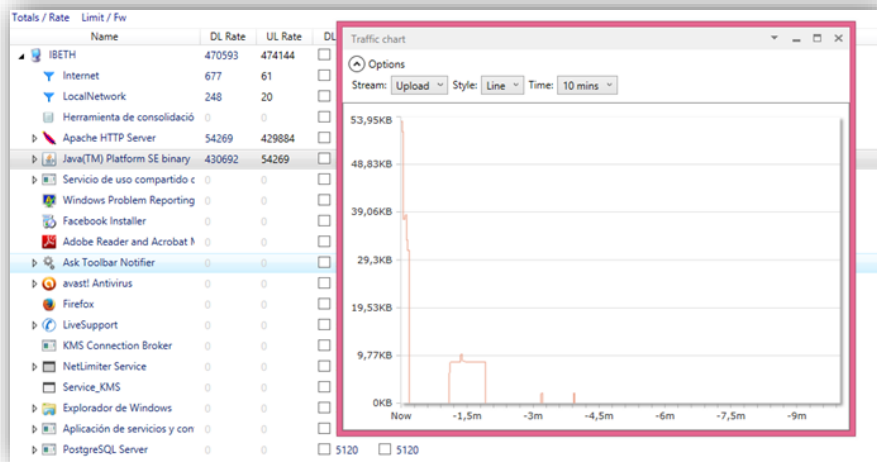 Totals / Rate Limit / Fw
Name DL Rate UL Rate DL
IBETH 470593 474144
Internet 677 61
LocalNetwork 248 20
Herramienta de consolidació 0 0
Apache HTTP Server 54269 429884
Java(TM) Platform SE binary 430692 54269
Servicio de uso compartido c 0 0
Windows Problem Reporting 0 0
Facebook Installer 0 0
Adobe Reader and Acrobat M 0 0
Ask Toolbar Notifier 0 0
avast! Antivirus 0 0
Firefox 0 0
LiveSupport 0 0
KMS Connection Broker 0 0
NetLimiter Service 0 0
Service_KMS 0 0
Explorador de Windows 0 0
Aplicación de servicios y con 0 0
PostgreSQL Server 0 0 5120 5120
Traffic chart
Options
Stream: Upload Style: Line Time: 10 mins
53,95KB
48,83KB
39,06KB
29,3KB
19,53KB
9,77KB
0KB
Now -1,5m -3m -4,5m -6m -7,5m -9m